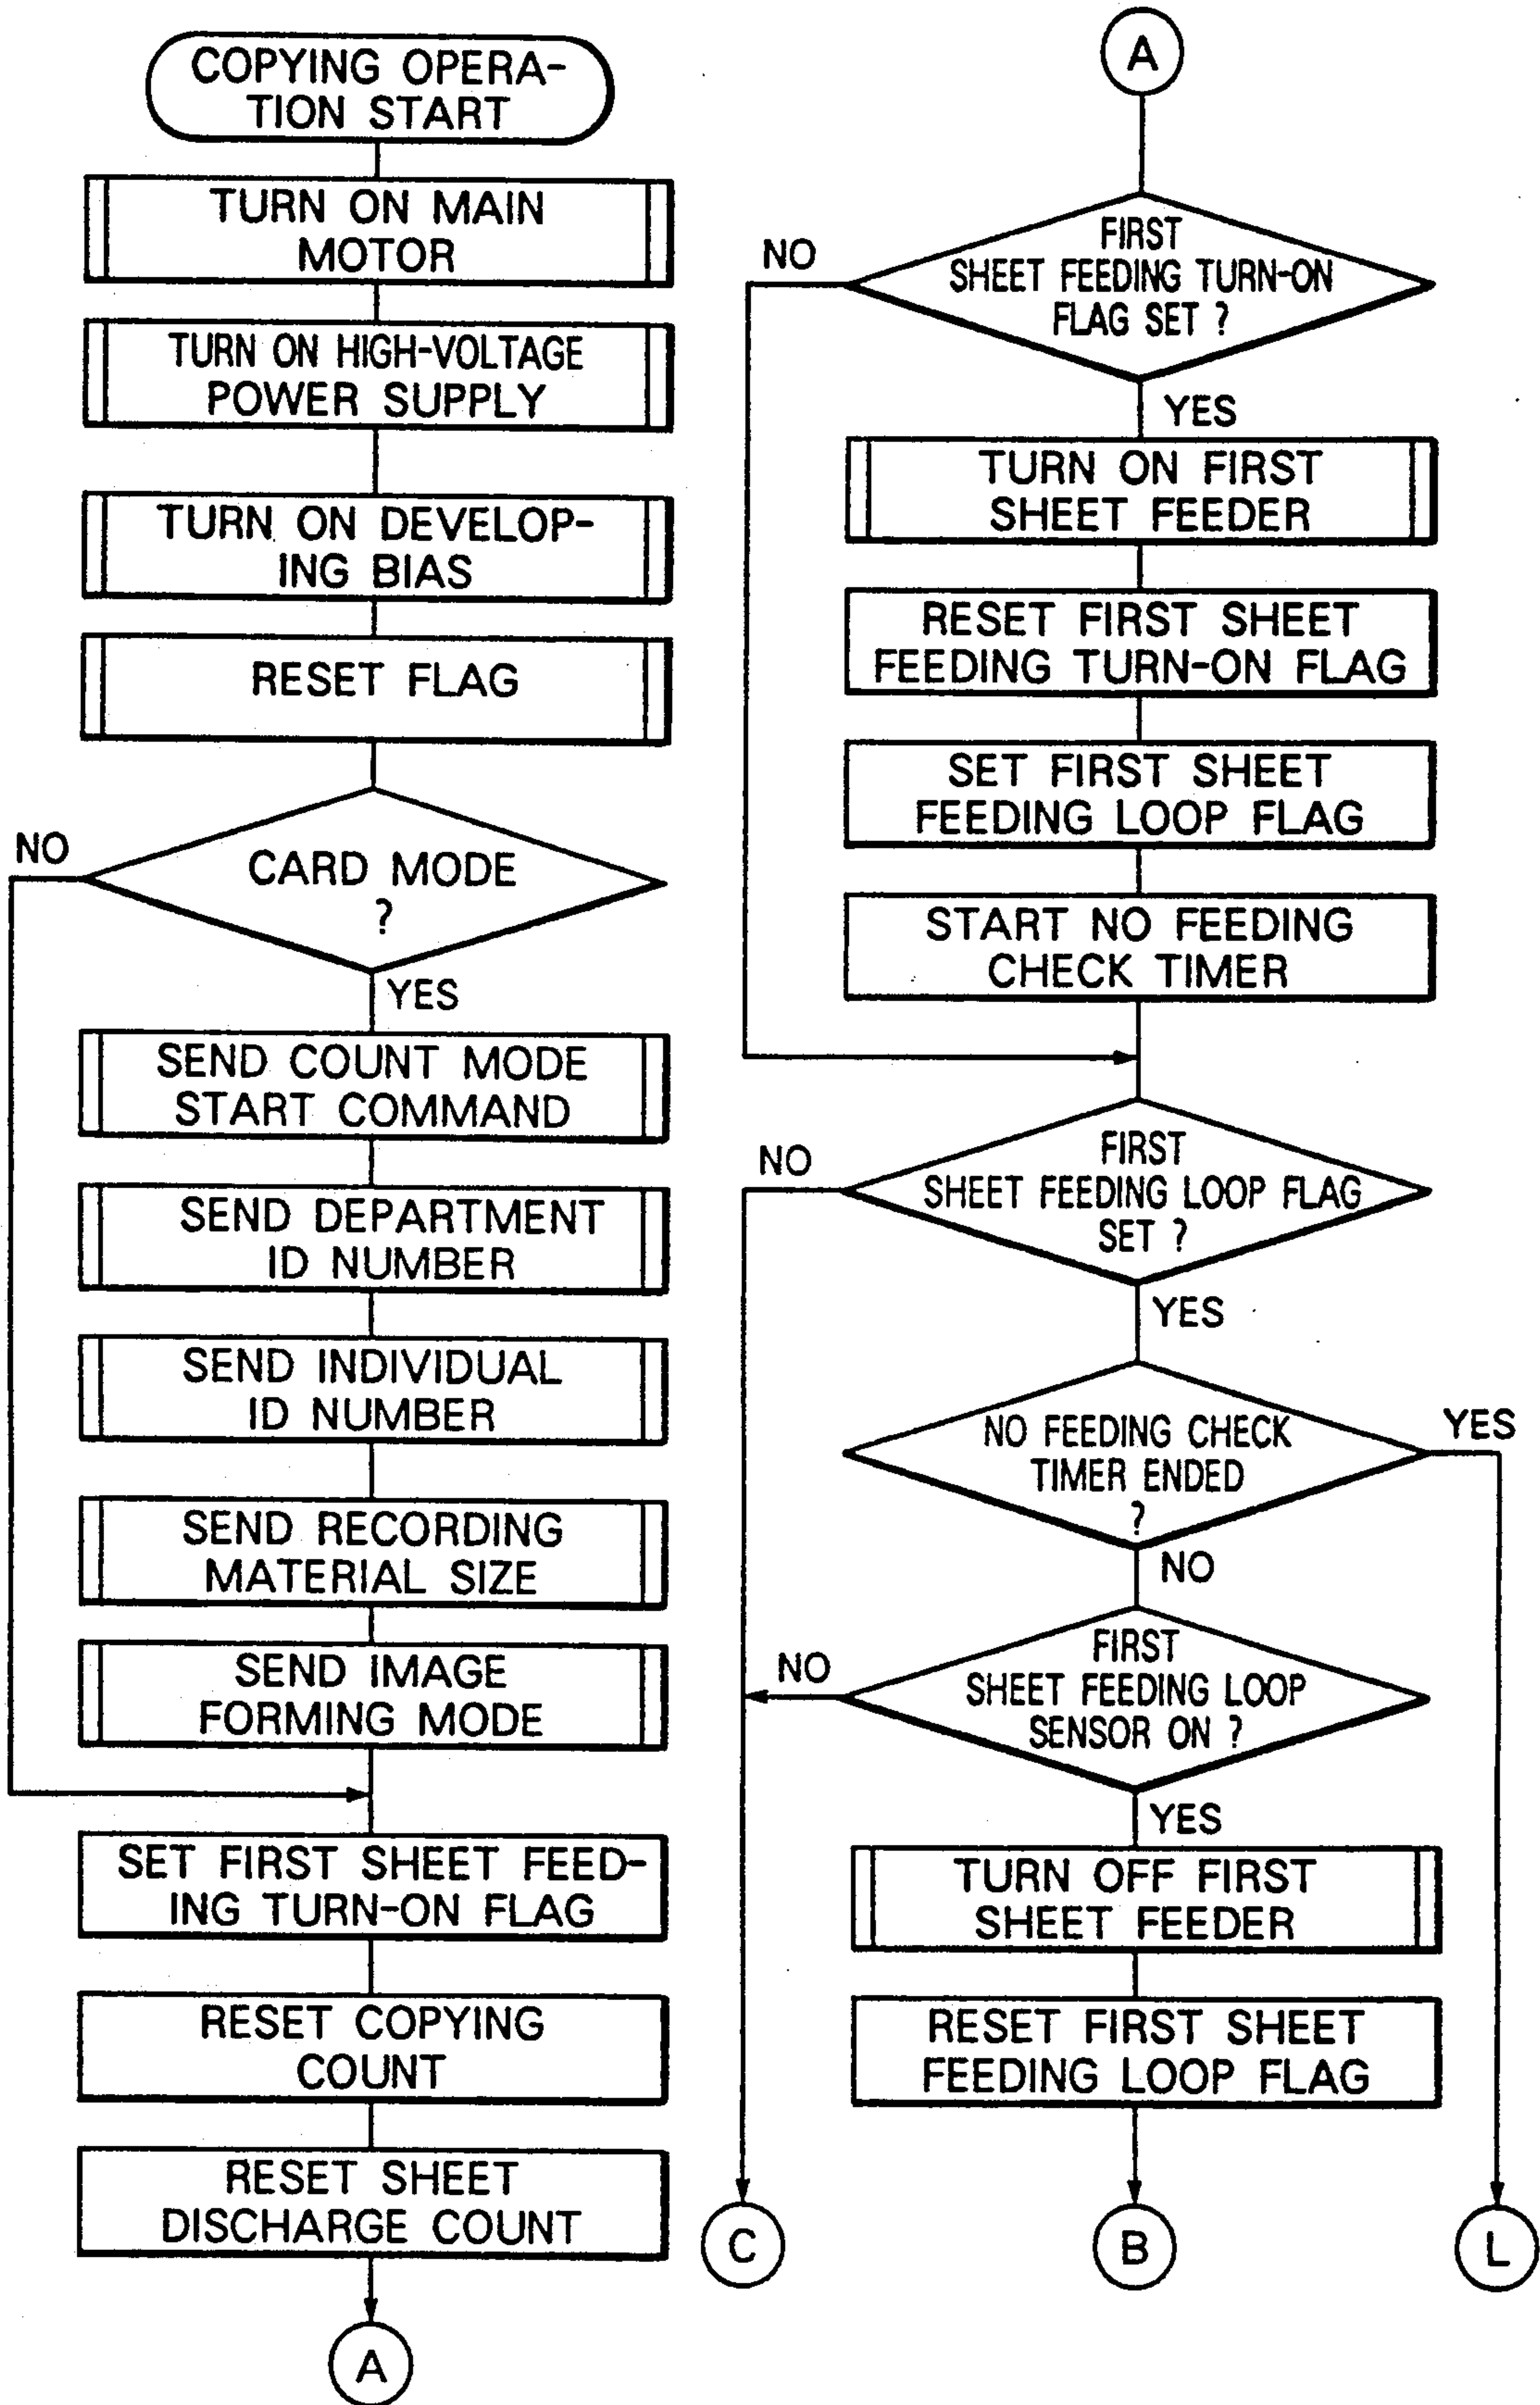 COPYING OPERA-
TION START
TURN ON MAIN
MOTOR
TURN ON HIGH-VOLTAGE
POWER SUPPLY
TURN ON DEVELOP-
ING BIAS
RESET FLAG
NO
CARD MODE
?
YES
SEND COUNT MODE
START COMMAND
SEND DEPARTMENT
ID NUMBER
SEND INDIVIDUAL
ID NUMBER
SEND RECORDING
MATERIAL SIZE
SEND IMAGE
FORMING MODE
SET FIRST SHEET FEED-
ING TURN-ON FLAG
RESET COPYING
COUNT
RESET SHEET
DISCHARGE COUNT
A
A
NO
FIRST
SHEET FEEDING TURN-ON
FLAG SET ?
YES
TURN ON FIRST
SHEET FEEDER
RESET FIRST SHEET
FEEDING TURN-ON FLAG
SET FIRST SHEET
FEEDING LOOP FLAG
START NO FEEDING
CHECK TIMER
NO
FIRST
SHEET FEEDING LOOP FLAG
SET ?
YES
NO FEEDING CHECK
TIMER ENDED
?
YES
NO
NO
FIRST
SHEET FEEDING LOOP
SENSOR ON ?
YES
TURN OFF FIRST
SHEET FEEDER
RESET FIRST SHEET
FEEDING LOOP FLAG
C
B
L